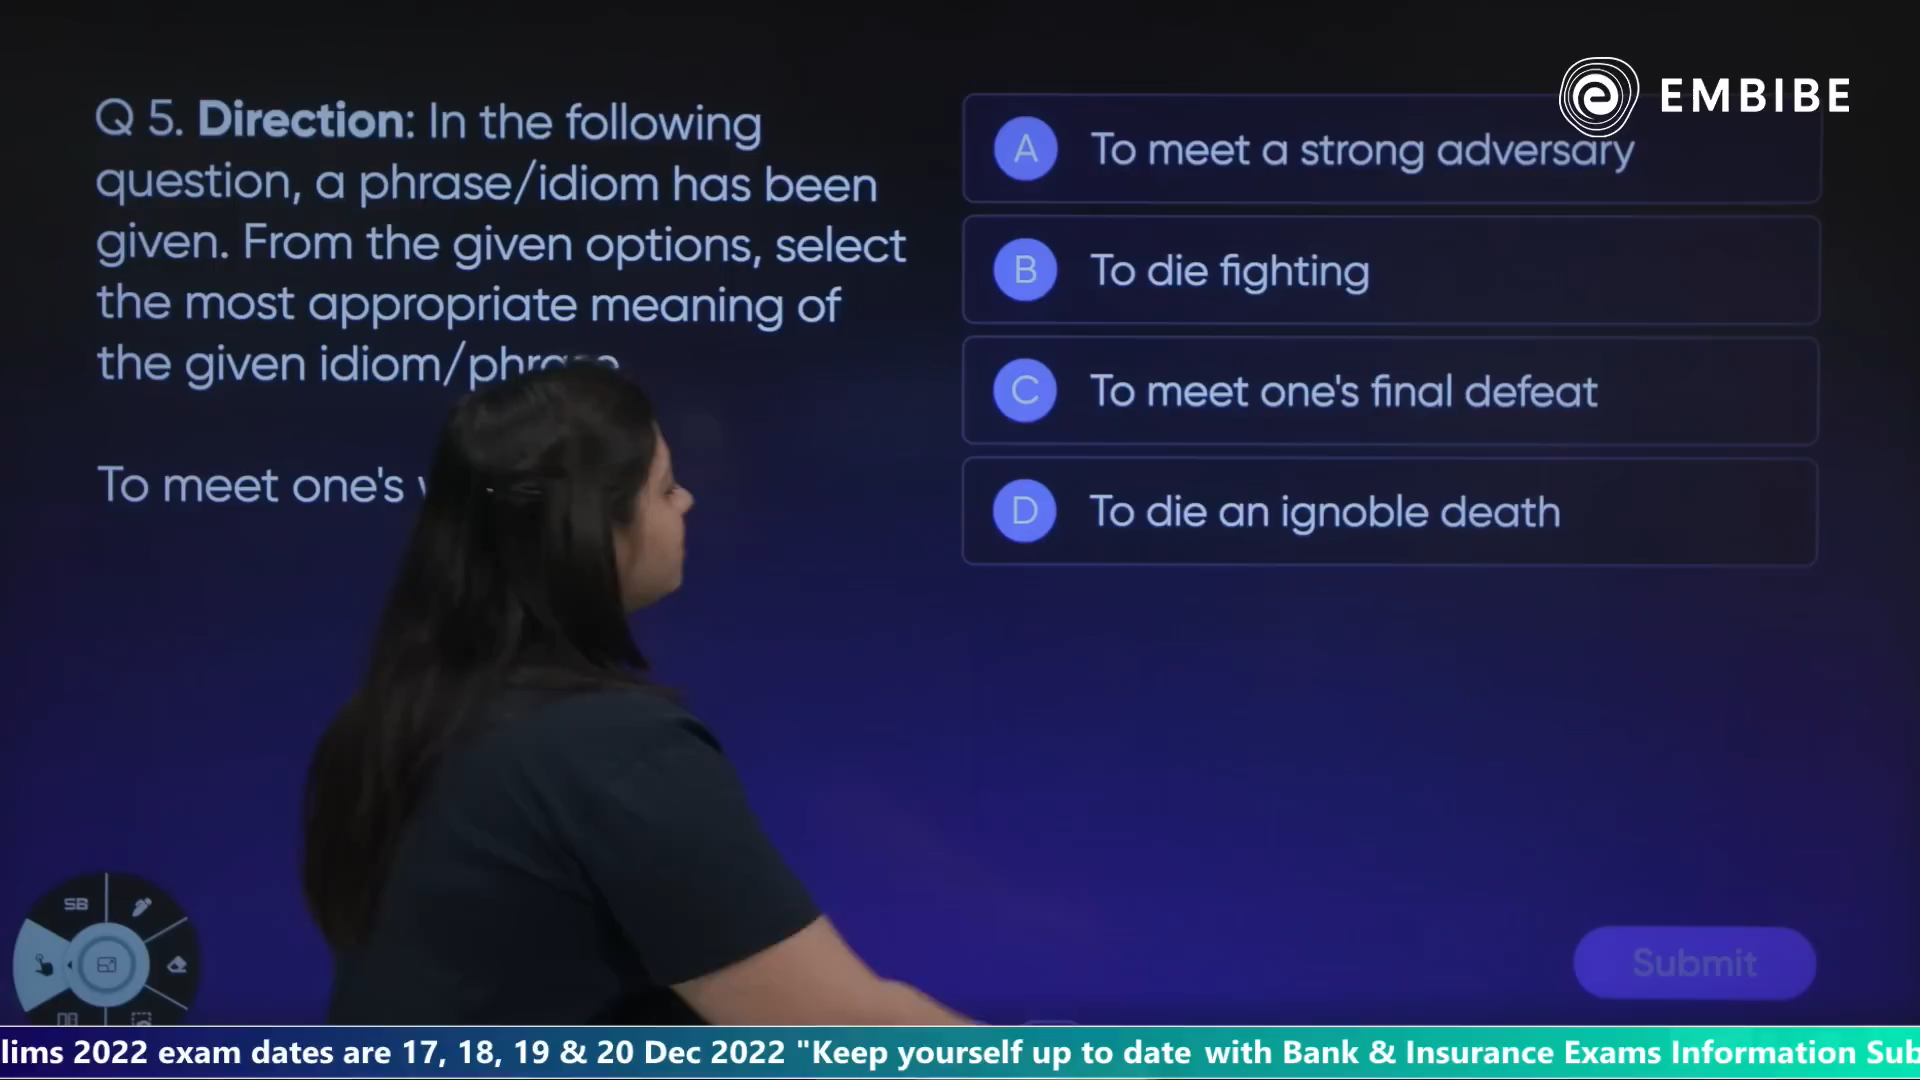 EMBIBE
Q 5. Direction: In the following
question, a phrase/idiom has been
given. From the given options, select
the most appropriate meaning of
the given idiom/phrase
To meet one's
A To meet a strong adversary
B To die fighting
C To meet one's final defeat
D To die an ignoble death
SB
Submit
lims 2022 exam dates are 17, 18, 19 & 20 Dec 2022 "Keep yourself up to date with Bank & Insurance Exams Information Sub